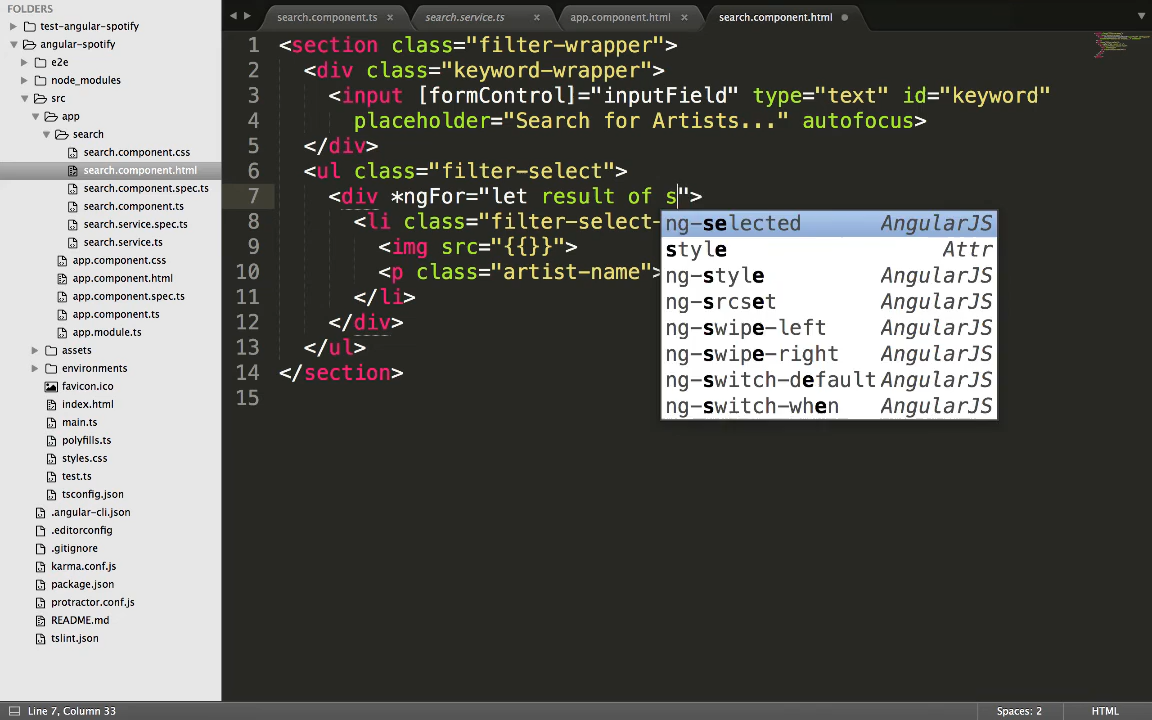 FOLDERS
test-angular-spotify
angular-spotify
e2e
node_modules
src
app
search
search.component.css
search.component.html
search.component.spec.ts
search.component.ts
search.service.spec.ts
search.service.ts
app.component.css
app.component.html
app.component.spec.ts
app.component.ts
app.module.ts
assets
environments
favicon.ico
index.html
main.ts
polyfills.ts
styles.css
test.ts
tsconfig.json
.angular-cli.json
.editorconfig
.gitignore
karma.conf.js
package.json
protractor.conf.js
README.md
tslint.json
search.component.ts × search.service.ts × app.component.html × search.component.html
1 <section class="filter-wrapper">
2 <div class="keyword-wrapper">
3 <input [formControl]="inputField" type="text" id="keyword"
4 placeholder="Search for Artists..." autofocus>
5 </div>
6 <ul class="filter-select">
7 <div *ngFor="let result of s">
8 <li class="filter-select-
9 <img src="{{}}">
10 <p class="artist-name">
11 </li>
12 </div>
13 </ul>
14 </section>
15
ng-selected AngularJS
style Attr
ng-style AngularJS
ng-srcset AngularJS
ng-swipe-left AngularJS
ng-swipe-right AngularJS
ng-switch-default AngularJS
ng-switch-when AngularJS
Line 7, Column 33 Spaces: 2 HTML